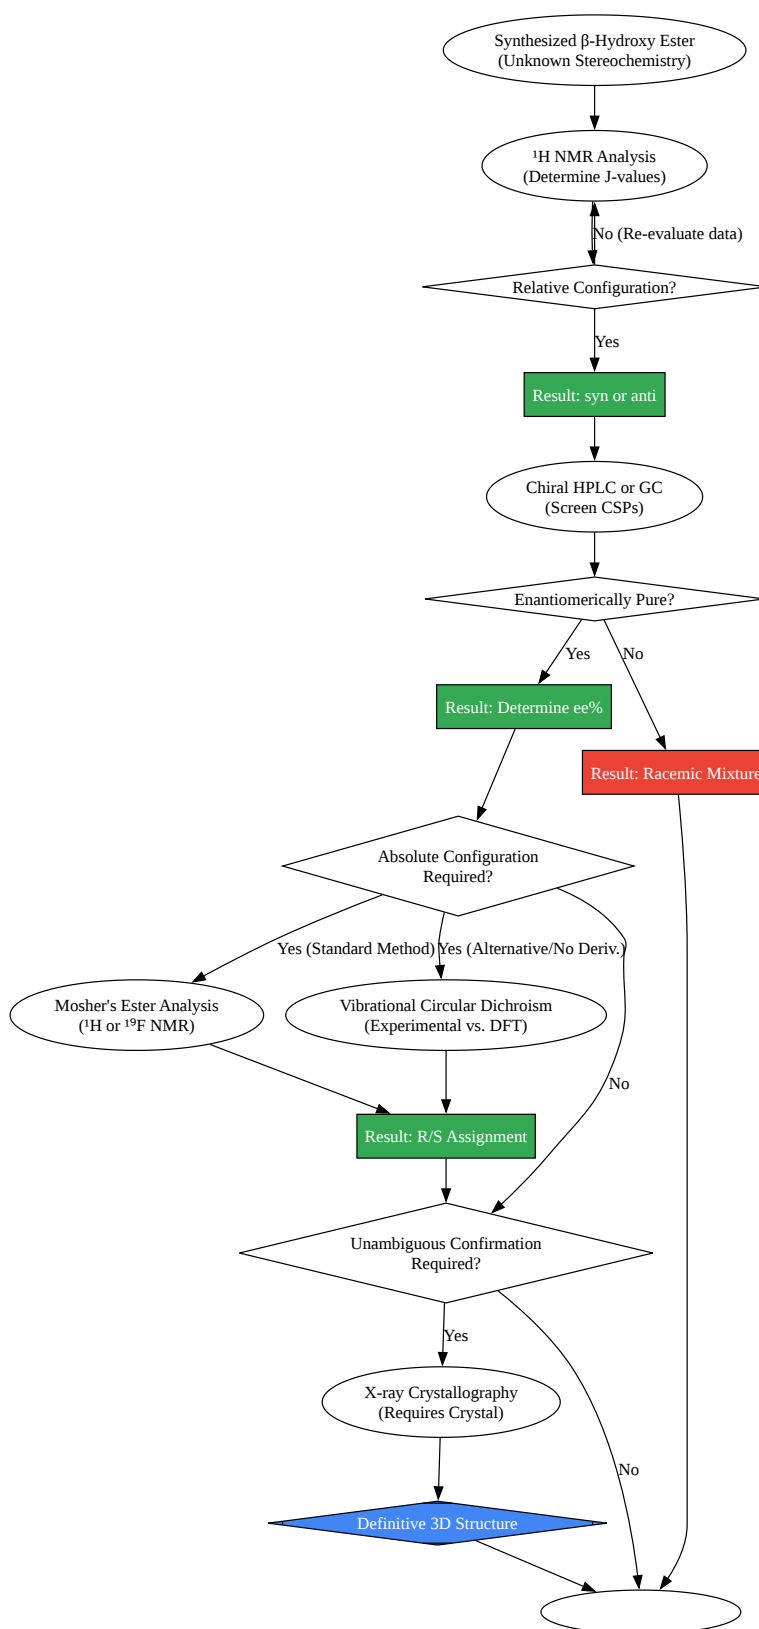 Synthesized β-Hydroxy Ester
(Unknown Stereochemistry)
¹H NMR Analysis
(Determine J-values)
No (Re-evaluate data)
Relative Configuration?
Yes
Result: syn or anti
Chiral HPLC or GC
(Screen CSPs)
Enantiomerically Pure?
Yes
No
Result: Determine ee%
Result: Racemic Mixture
Absolute Configuration
Required?
Yes (Standard Method)
Yes (Alternative/No Deriv.)
Mosher's Ester Analysis
(¹H or ¹⁹F NMR)
Vibrational Circular Dichroism
(Experimental vs. DFT)
No
Result: R/S Assignment
Unambiguous Confirmation
Required?
Yes
X-ray Crystallography
(Requires Crystal)
No
Definitive 3D Structure